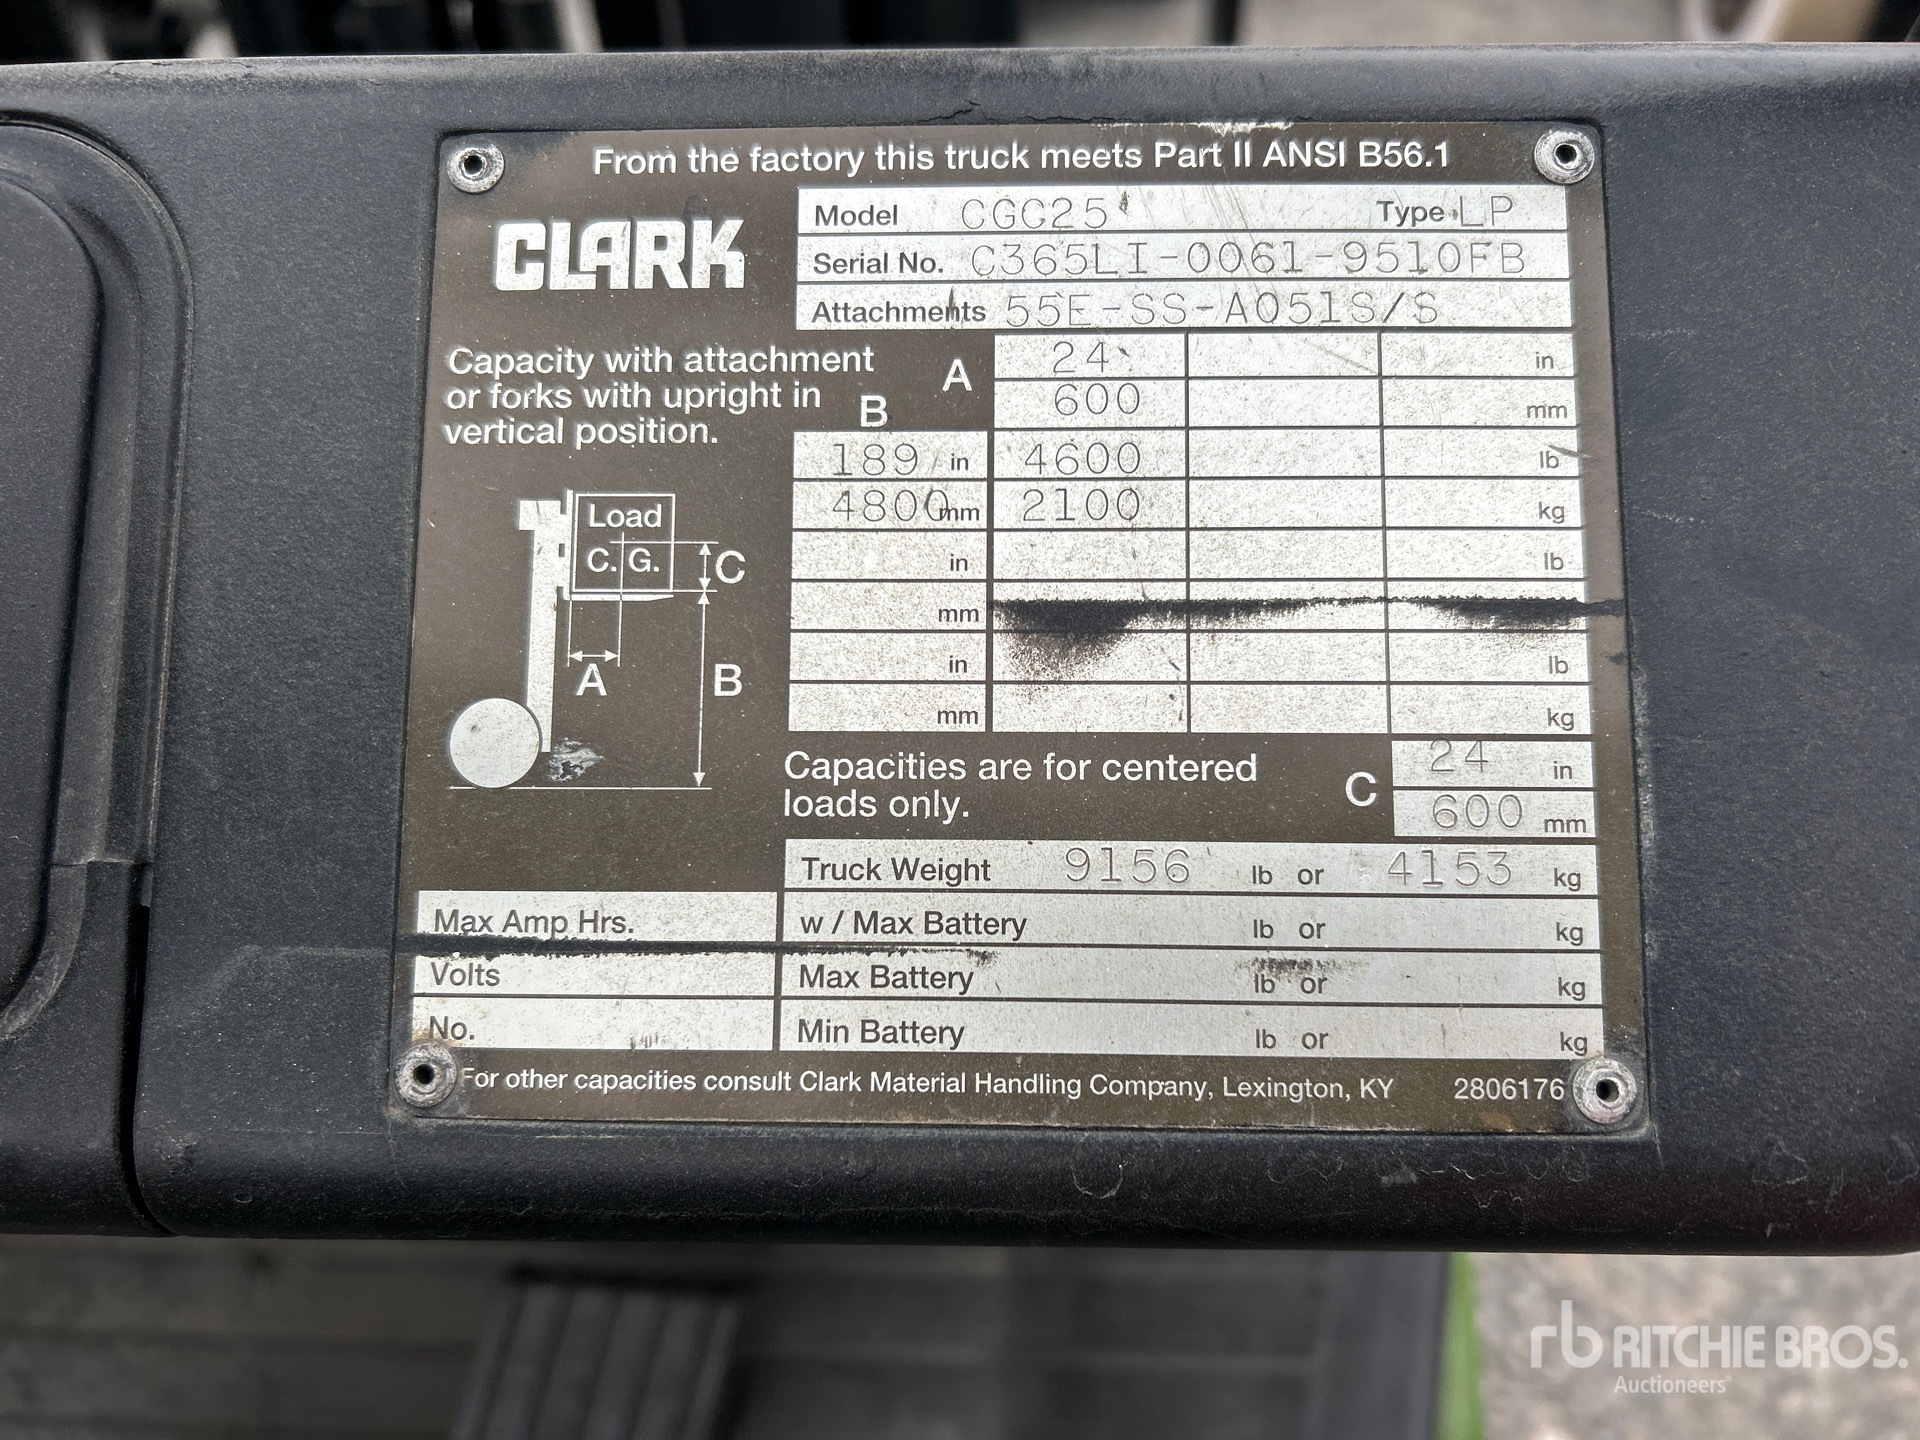 From the factory this truck meets Part II ANSI B56.1
CLARK
Model CGC25 Type LP
Serial No. C365LI-0061-9510FB
Attachments 55E-SS-A051S/S
Capacity with attachment
or forks with upright in
vertical position.
A 24 in
600 mm
B
189 in 4600 lb
4800 mm 2100 kg
in lb
mm
in lb
mm kg
Load
C. G.
C
A
B
Capacities are for centered
loads only.
C 24 in
600 mm
Truck Weight 9156 lb or 4153 kg
Max Amp Hrs. w / Max Battery lb or kg
Volts Max Battery lb or kg
No. Min Battery lb or kg
For other capacities consult Clark Material Handling Company, Lexington, KY 2806176
rb RITCHIE BROS.
Auctioneers